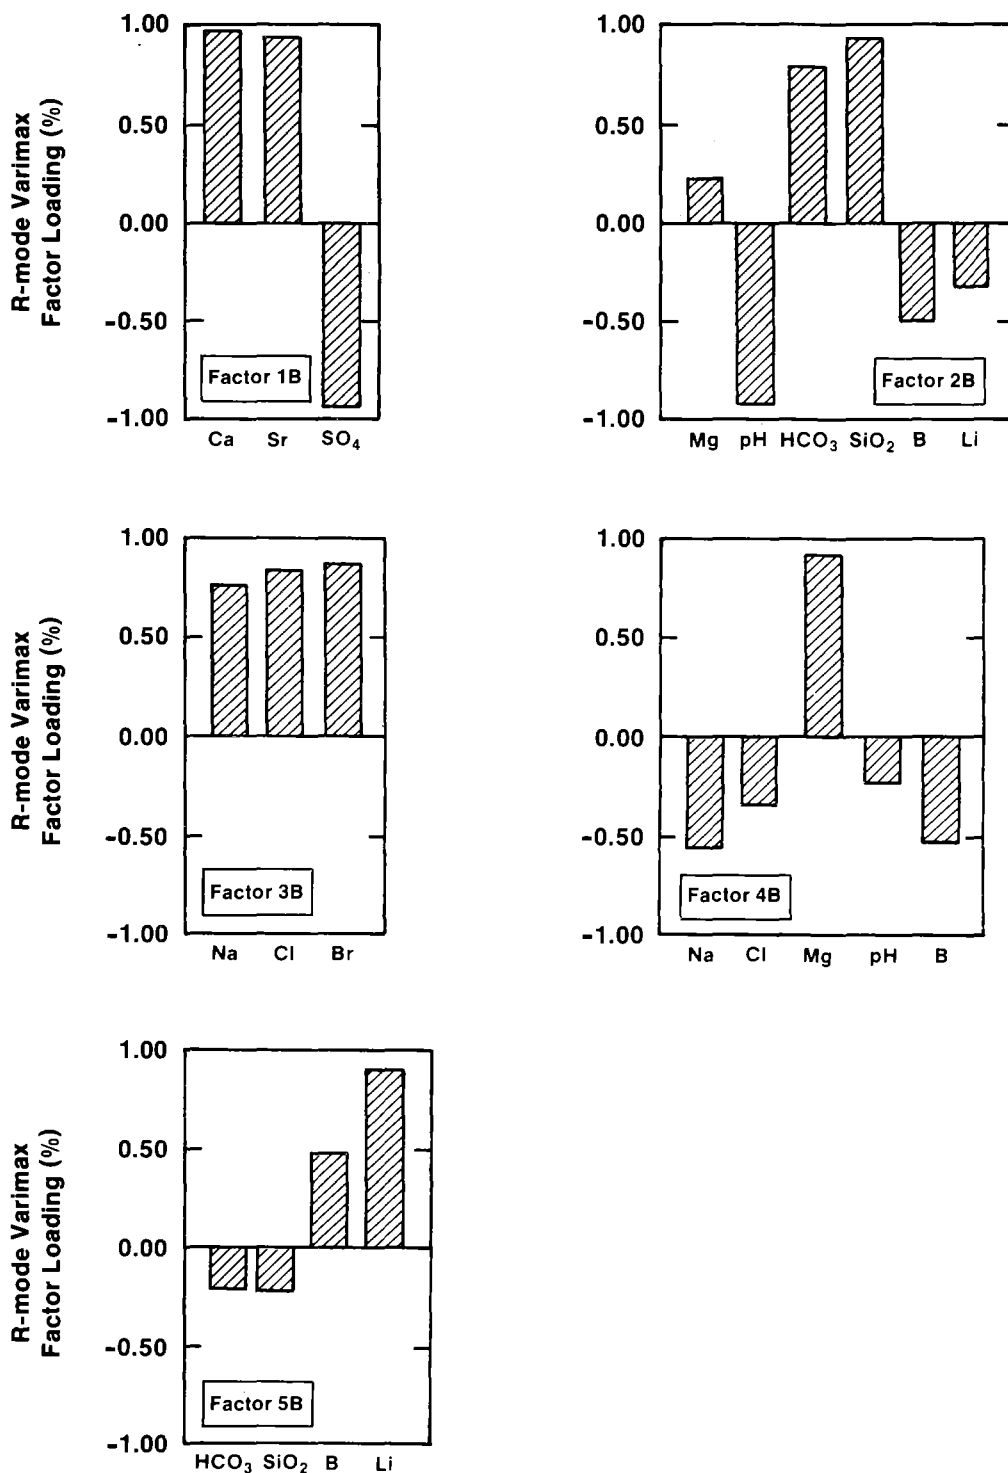 R-mode Varimax
Factor Loading (%)
1.00
0.50
0.00
-0.50
-1.00
Factor 1B
Ca Sr SO₄
1.00
0.50
0.00
-0.50
-1.00
Factor 2B
Mg pH HCO₃ SiO₂ B Li
R-mode Varimax
Factor Loading (%)
1.00
0.50
0.00
-0.50
-1.00
Factor 3B
Na Cl Br
1.00
0.50
0.00
-0.50
-1.00
Factor 4B
Na Cl Mg pH B
R-mode Varimax
Factor Loading (%)
1.00
0.50
0.00
-0.50
-1.00
Factor 5B
HCO₃ SiO₂ B Li